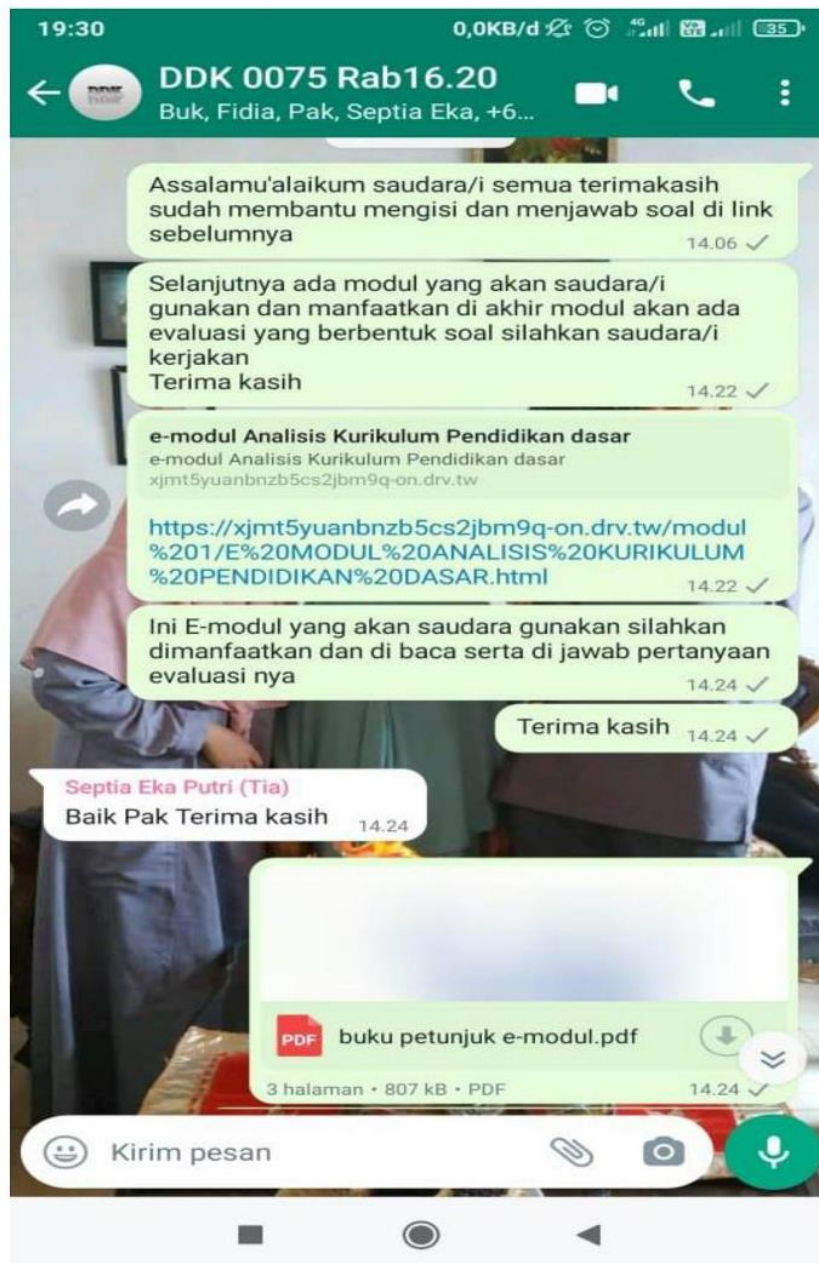 19:30
0,0KB/d 4G VoLTE 35
DDK 0075 Rab16.20
Buk, Fidia, Pak, Septia Eka, +6...
Assalamu'alaikum saudara/i semua terimakasih
sudah membantu mengisi dan menjawab soal di link
sebelumnya
14.06
Selanjutnya ada modul yang akan saudara/i
gunakan dan manfaatkan di akhir modul akan ada
evaluasi yang berbentuk soal silahkan saudara/i
kerjakan
Terima kasih
14.22
e-modul Analisis Kurikulum Pendidikan dasar
e-modul Analisis Kurikulum Pendidikan dasar
xjmt5yuanbnzb5cs2jbm9q-on.drv.tw
https://xjmt5yuanbnzb5cs2jbm9q-on.drv.tw/modul
%201/E%20MODUL%20ANALISIS%20KURIKULUM
%20PENDIDIKAN%20DASAR.html
14.22
Ini E-modul yang akan saudara gunakan silahkan
dimanfaatkan dan di baca serta di jawab pertanyaan
evaluasi nya
14.24
Terima kasih 14.24
Septia Eka Putri (Tia)
Baik Pak Terima kasih 14.24
PDF buku petunjuk e-modul.pdf
3 halaman • 807 kB • PDF 14.24
Kirim pesan